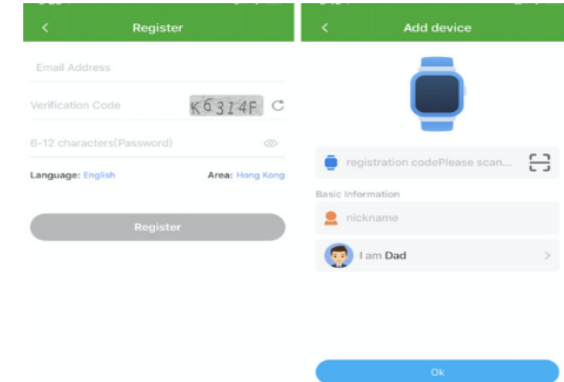 Register
Email Address
Verification Code
K6314F
6-12 characters(Password)
Language: English
Area: Hong Kong
Register
Add device
registration codePlease scan...
Basic Information
nickname
I am Dad
Ok